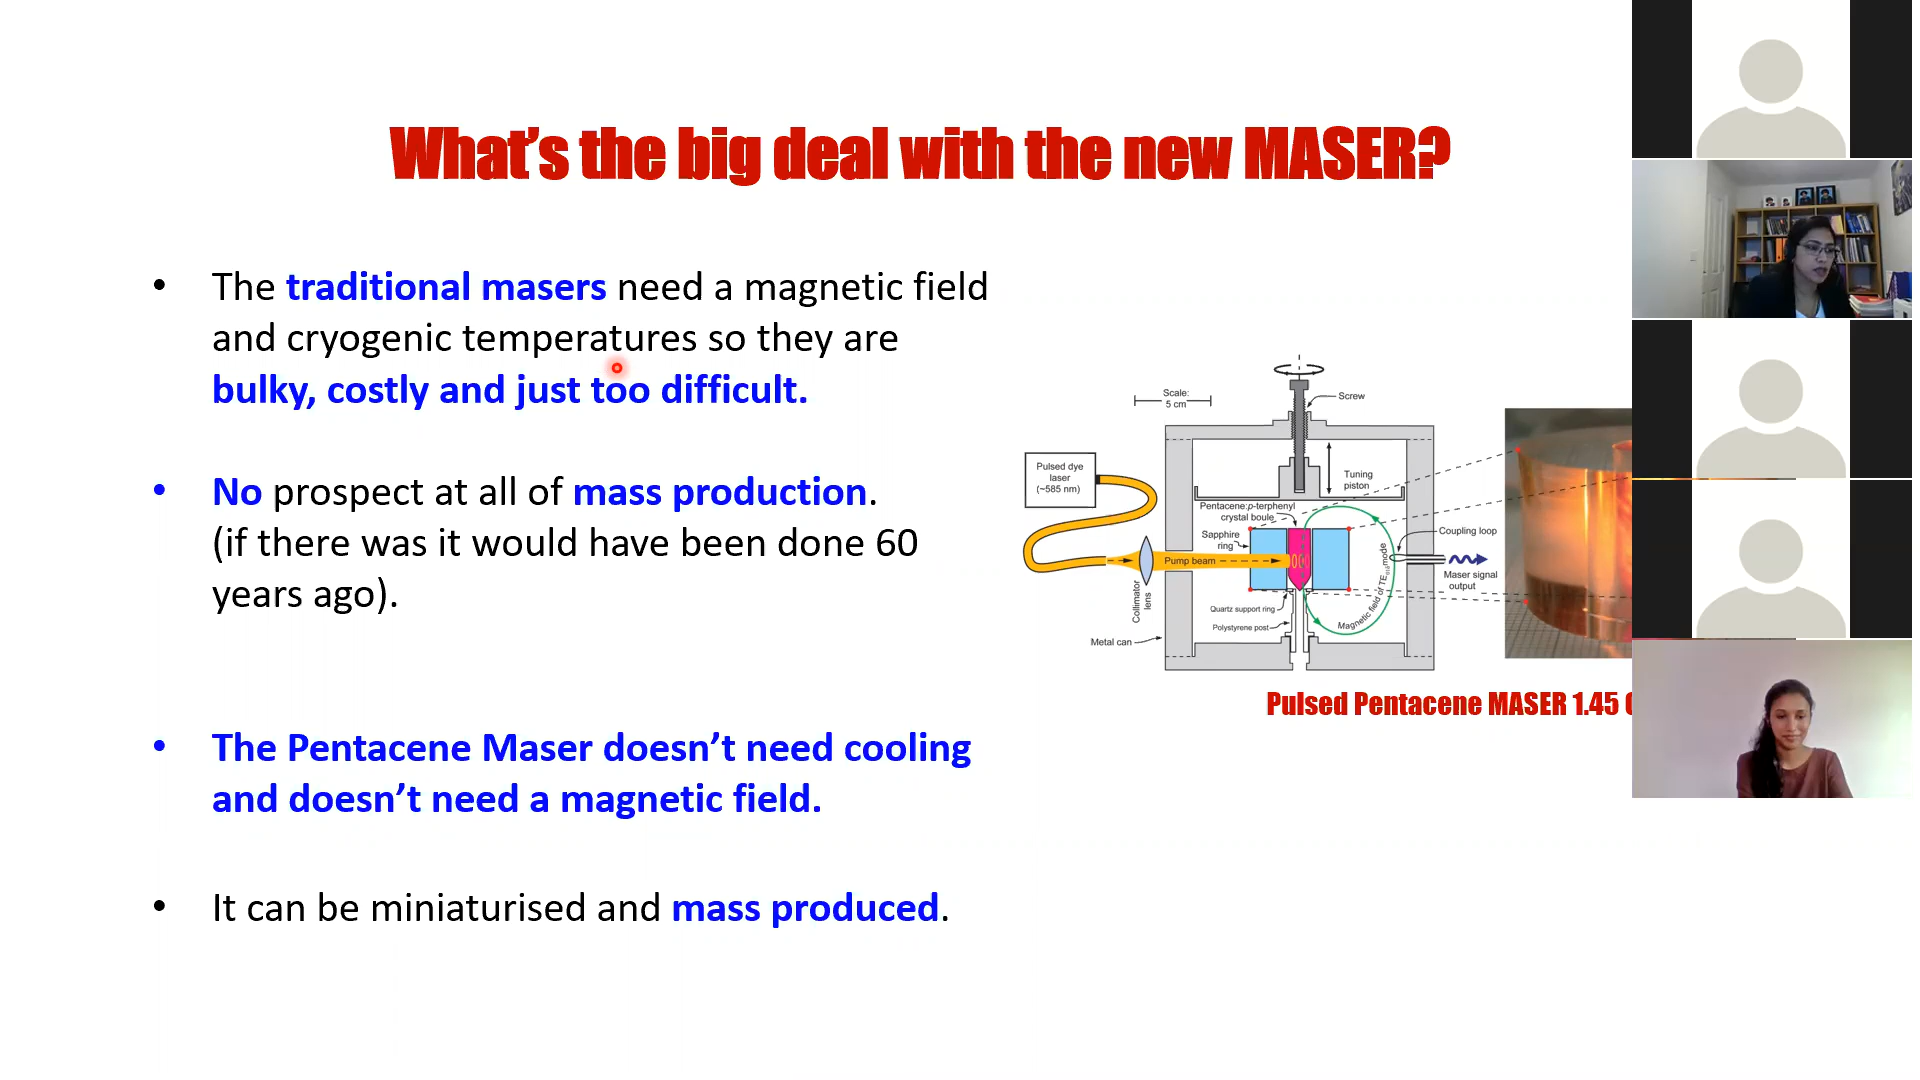 What’s the big deal with the new MASER?
• The traditional masers need a magnetic field
and cryogenic temperatures so they are
bulky, costly and just too difficult.
• No prospect at all of mass production.
(if there was it would have been done 60
years ago).
• The Pentacene Maser doesn’t need cooling
and doesn’t need a magnetic field.
• It can be miniaturised and mass produced.
Scale:
5 cm
Screw
Pulsed dye
laser
(~585 nm)
Tuning
piston
Pentacene:p-terphenyl
crystal boule
Sapphire
ring
Coupling loop
Pump beam
Maser signal
output
Collimator
lens
Magnetic field of TE01δ mode
Quartz support ring
Polystyrene post
Metal can
Pulsed Pentacene MASER 1.45